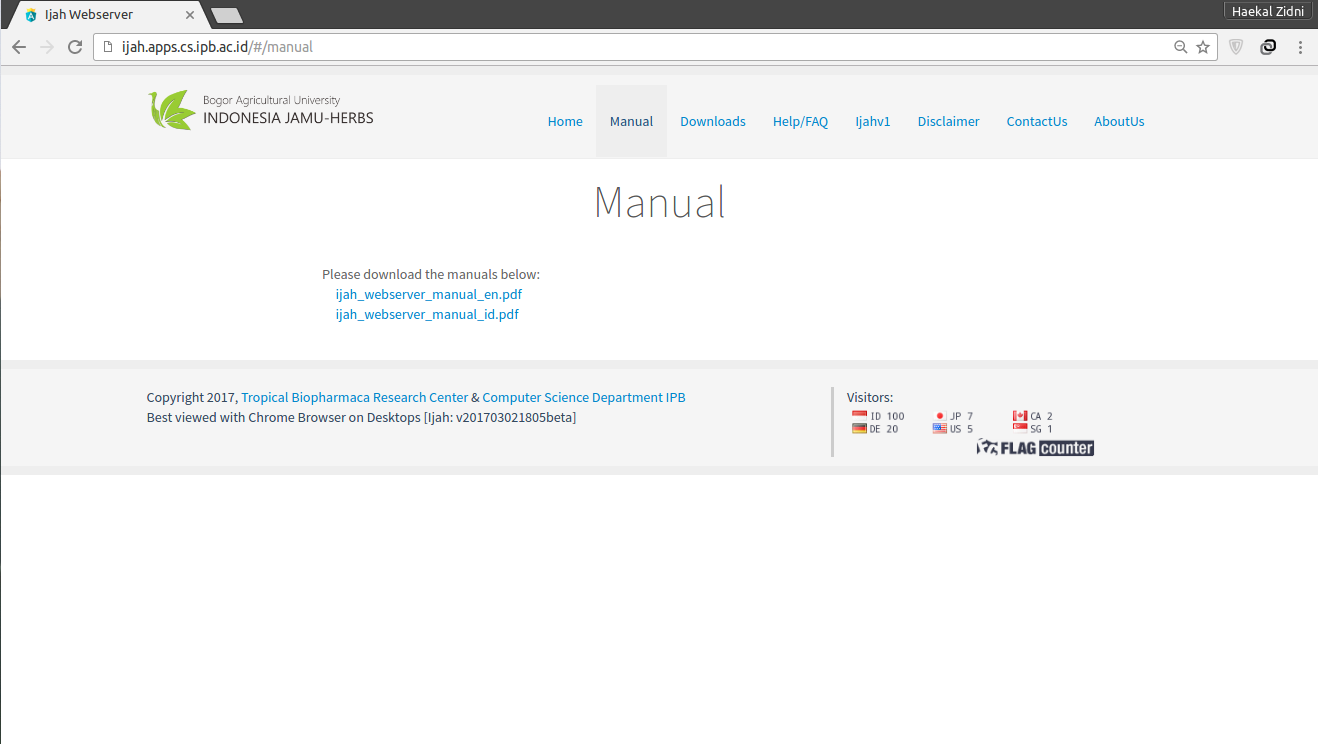 Ijah Webserver
Haekal Zidni
ijah.apps.cs.ipb.ac.id/#/manual
Bogor Agricultural University
INDONESIA JAMU-HERBS
Home Manual Downloads Help/FAQ Ijahv1 Disclaimer ContactUs AboutUs
Manual
Please download the manuals below:
ijah_webserver_manual_en.pdf
ijah_webserver_manual_id.pdf
Copyright 2017, Tropical Biopharmaca Research Center & Computer Science Department IPB
Best viewed with Chrome Browser on Desktops [Ijah: v201703021805beta]
Visitors:
ID 100 JP 7 CA 2
DE 20 US 5 SG 1
FLAG counter